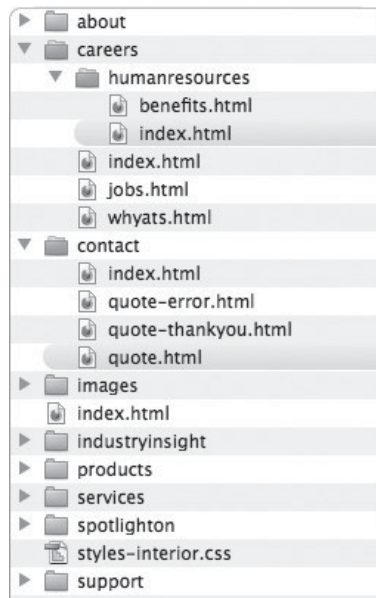 about
careers
humanresources
benefits.html
index.html
index.html
jobs.html
whyats.html
contact
index.html
quote-error.html
quote-thankyou.html
quote.html
images
index.html
industryinsight
products
services
spotlighton
styles-interior.css
support